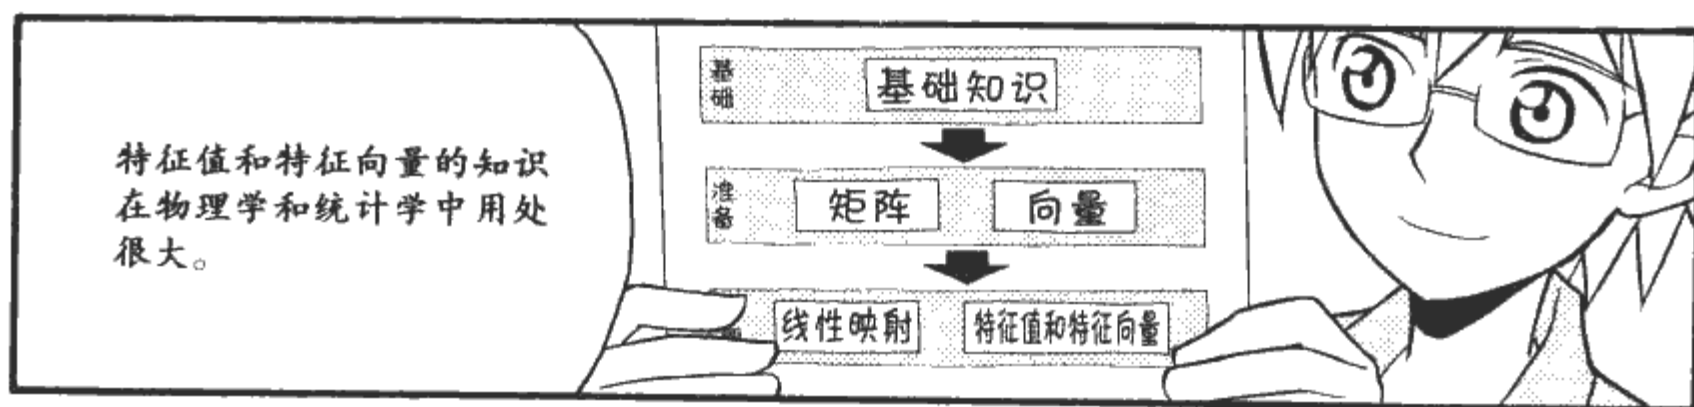 特征值和特征向量的知识
在物理学和统计学中用处
很大。
基础
基础知识
准备
矩阵
向量
线性映射
特征值和特征向量